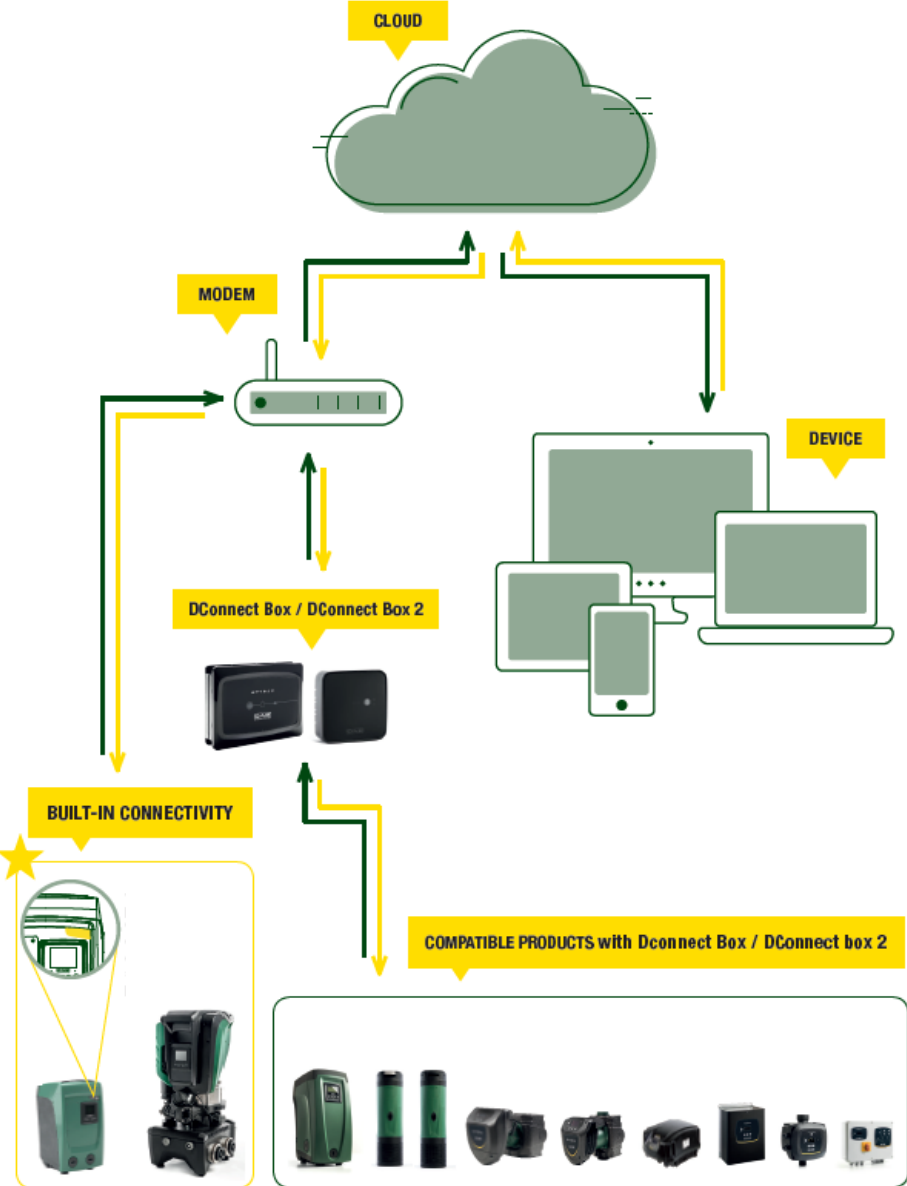 CLOUD
MODEM
DEVICE
DConnect Box / DConnect Box 2
DAB
BUILT-IN CONNECTIVITY
COMPATIBLE PRODUCTS with Dconnect Box / DConnect box 2